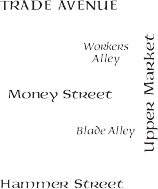 TRADE AVENUE
Workers
Alley
Upper Market
Money Street
Blade Alley
Hammer Street